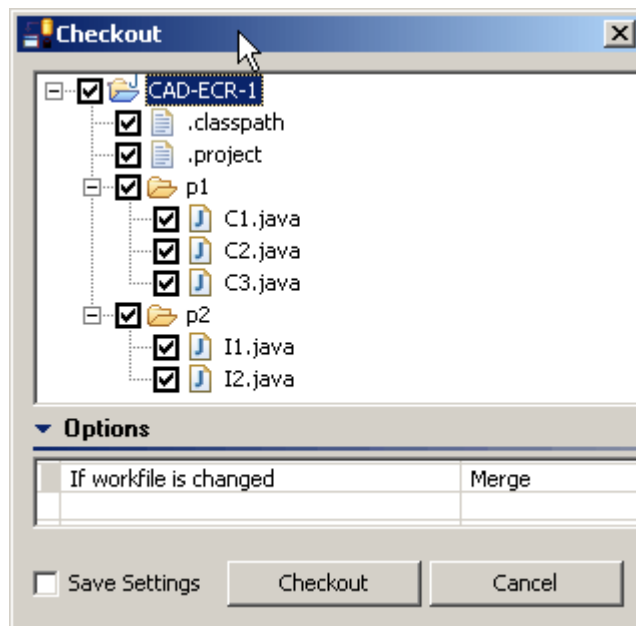 Checkout
CAD-ECR-1
.classpath
.project
p1
C1.java
C2.java
C3.java
p2
I1.java
I2.java
Options
If workfile is changed Merge
Save Settings Checkout Cancel